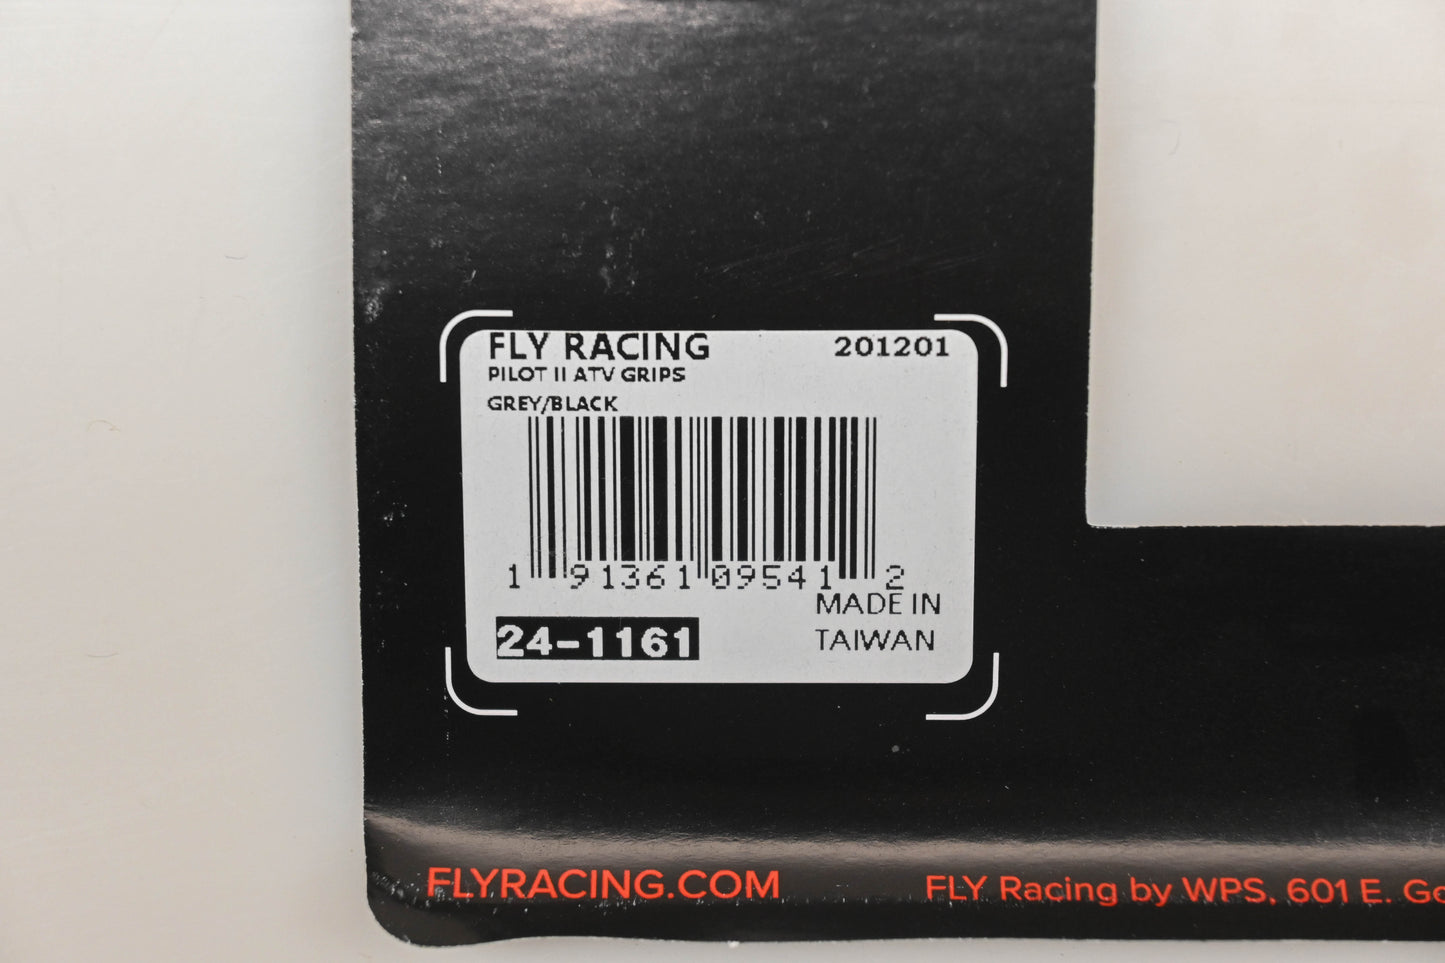 FLY RACING 201201
PILOT II ATV GRIPS
GREY/BLACK
1 91361 09541 2
MADE IN
24-1161 TAIWAN
FLYRACING.COM FLY Racing by WPS, 601 E.